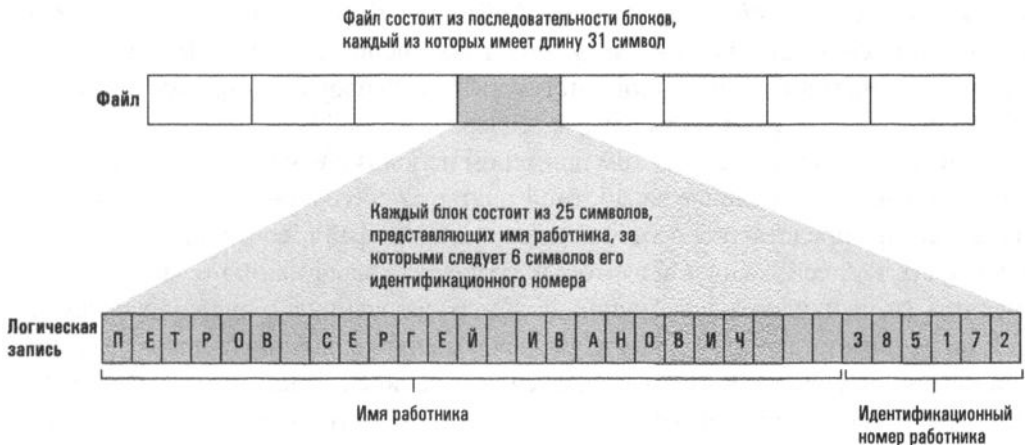 Файл состоит из последовательности блоков,
каждый из которых имеет длину 31 символ
Файл
Каждый блок состоит из 25 символов,
представляющих имя работника, за
которыми следует 6 символов его
идентификационного номера
Логическая
запись
П Е Т Р О В С Е Р Г Е Й И В А Н О В И Ч 3 8 5 1 7 2
Имя работника
Идентификационный
номер работника